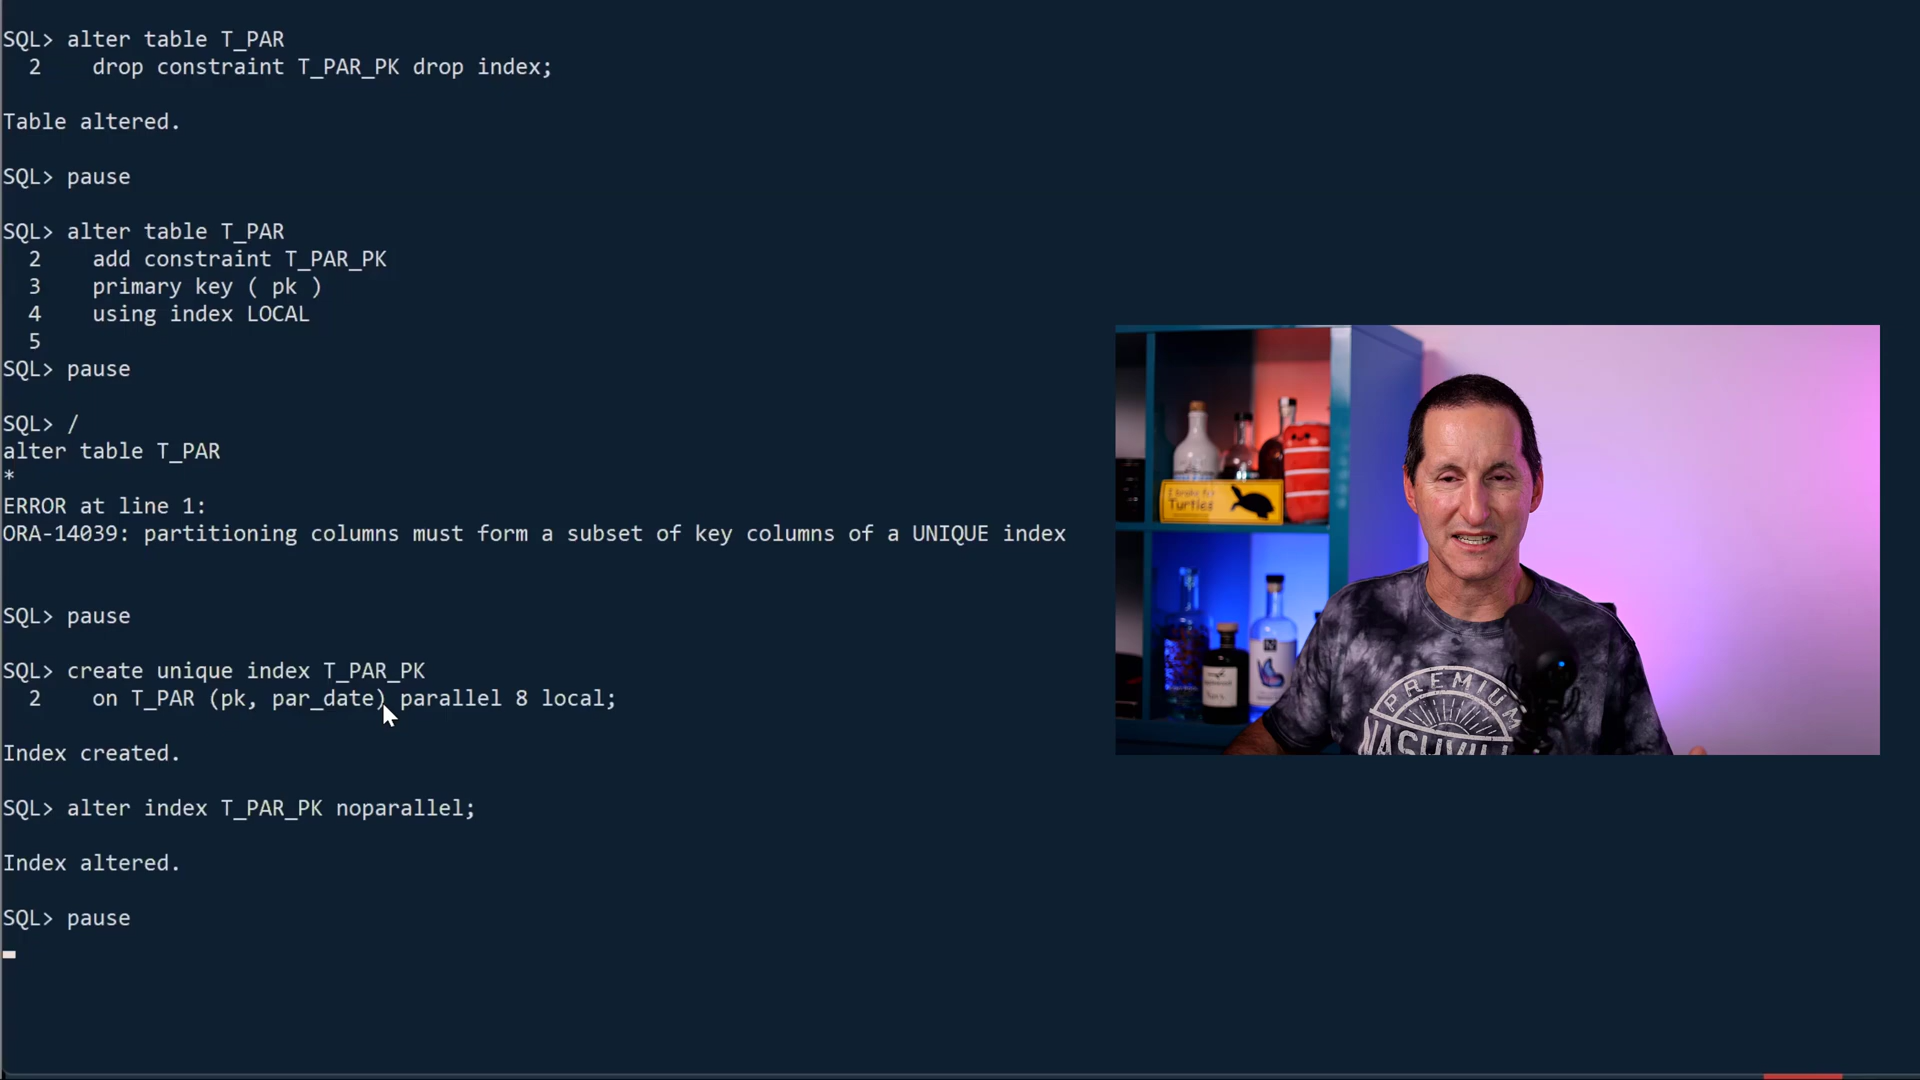 SQL> alter table T_PAR
2 drop constraint T_PAR_PK drop index;
Table altered.
SQL> pause
SQL> alter table T_PAR
2 add constraint T_PAR_PK
3 primary key ( pk )
4 using index LOCAL
5
SQL> pause
SQL> /
alter table T_PAR
*
ERROR at line 1:
ORA-14039: partitioning columns must form a subset of key columns of a UNIQUE index
SQL> pause
SQL> create unique index T_PAR_PK
2 on T_PAR (pk, par_date) parallel 8 local;
Index created.
SQL> alter index T_PAR_PK noparallel;
Index altered.
SQL> pause
Turtles
PREMIUM